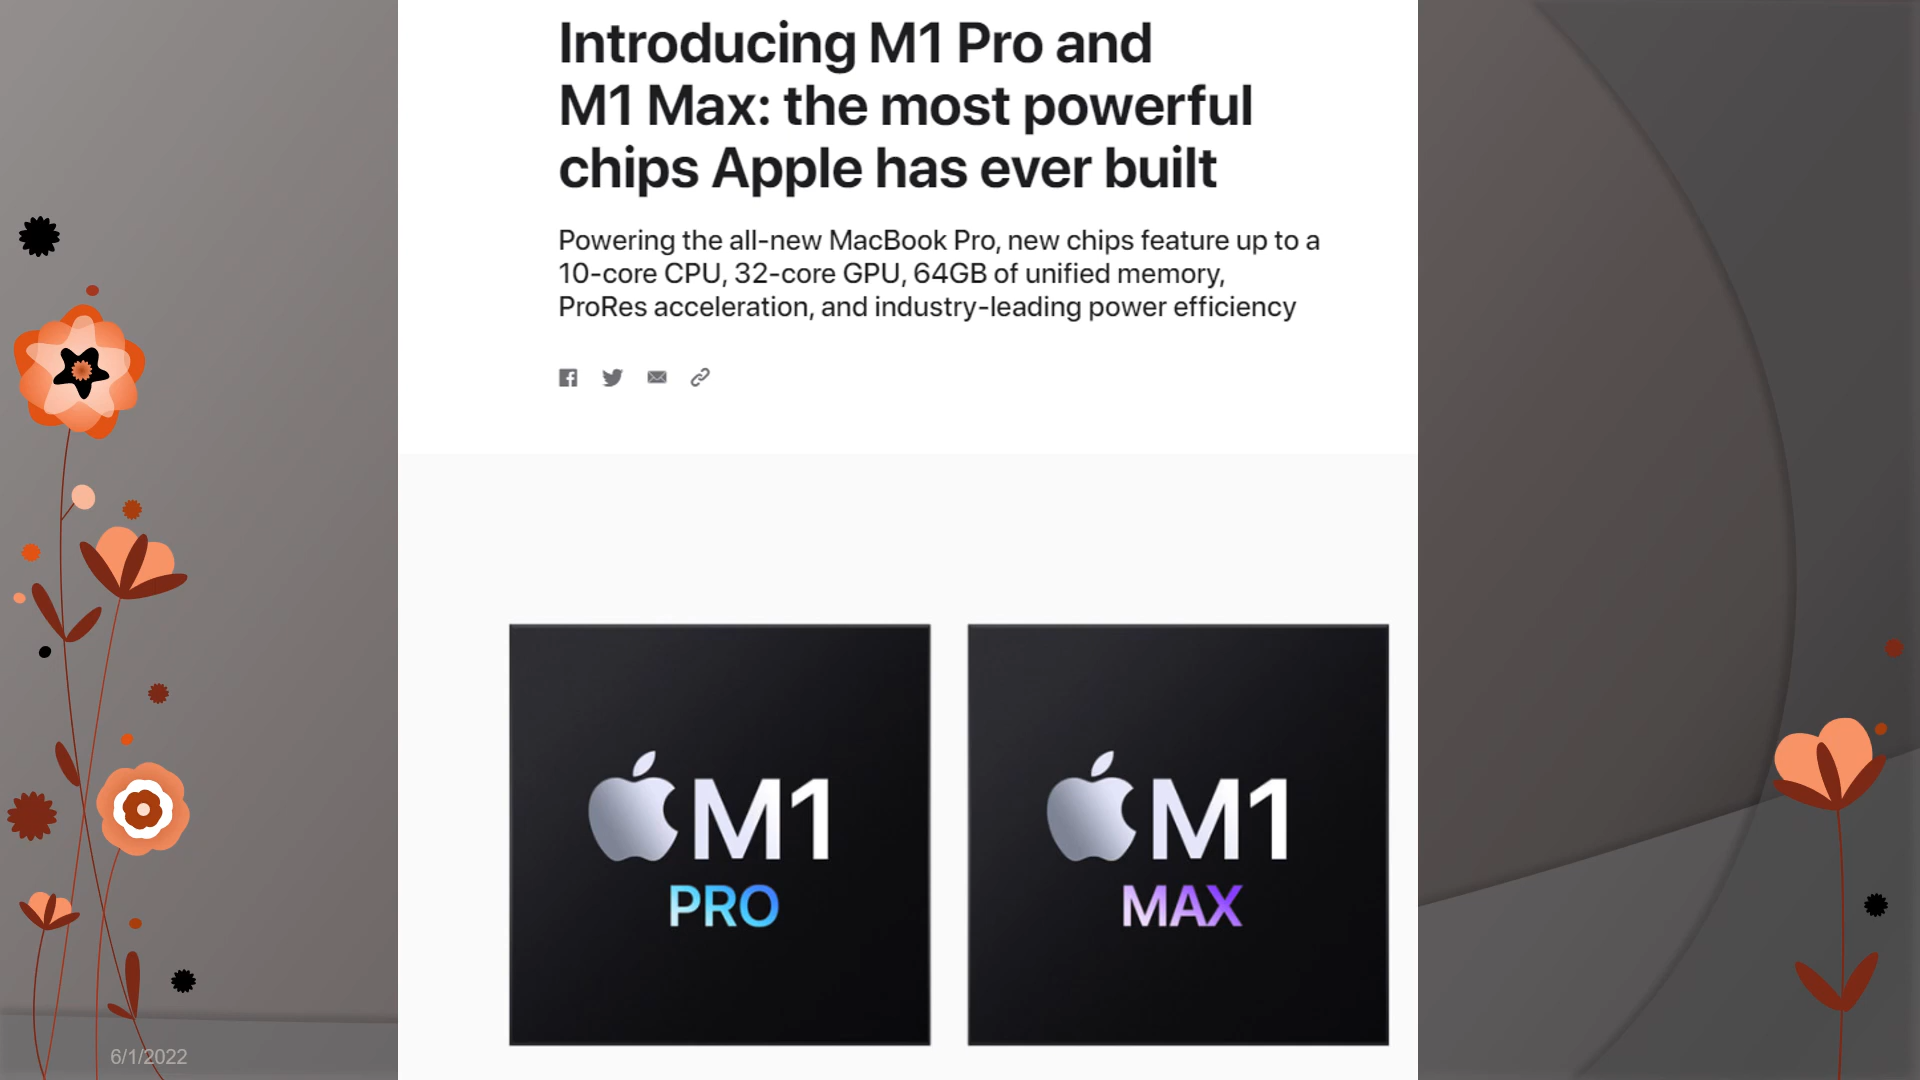 Introducing M1 Pro and
M1 Max: the most powerful
chips Apple has ever built
Powering the all-new MacBook Pro, new chips feature up to a
10-core CPU, 32-core GPU, 64GB of unified memory,
ProRes acceleration, and industry-leading power efficiency
M1
PRO
M1
MAX
6/1/2022